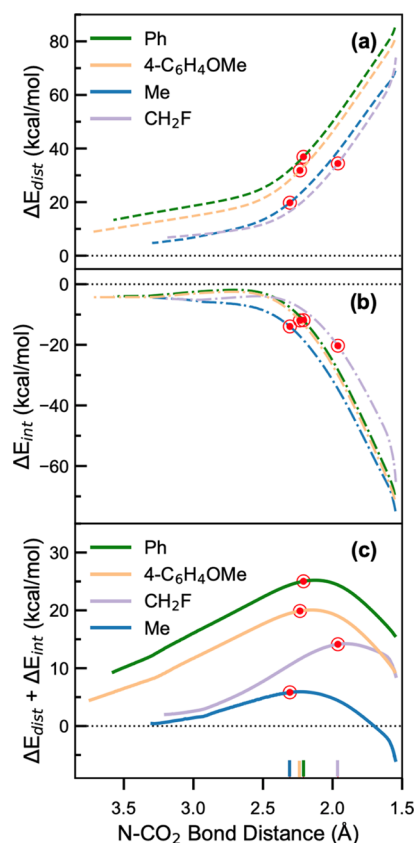 (a)
Ph
4-C₆H₄OMe
Me
CH₂F
ΔE_dist (kcal/mol)
80
60
40
20
0
(b)
ΔE_int (kcal/mol)
0
−20
−40
−60
(c)
Ph
4-C₆H₄OMe
CH₂F
Me
ΔE_dist + ΔE_int (kcal/mol)
30
20
10
0
3.5 3.0 2.5 2.0 1.5
N-CO₂ Bond Distance (Å)